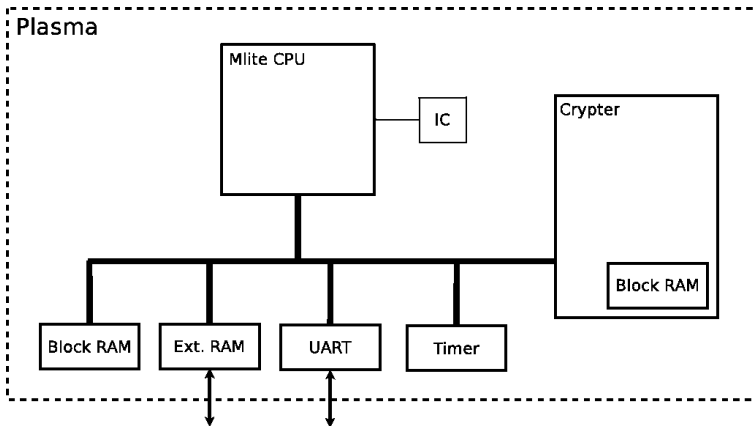 Plasma
Mlite CPU
IC
Crypter
Block RAM
Block RAM
Ext. RAM
UART
Timer